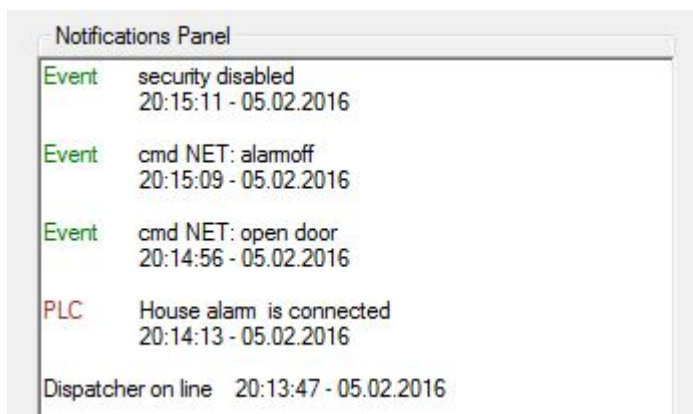 Notifications Panel
Event security disabled
20:15:11 - 05.02.2016
Event cmd NET: alarmoff
20:15:09 - 05.02.2016
Event cmd NET: open door
20:14:56 - 05.02.2016
PLC House alarm is connected
20:14:13 - 05.02.2016
Dispatcher on line 20:13:47 - 05.02.2016